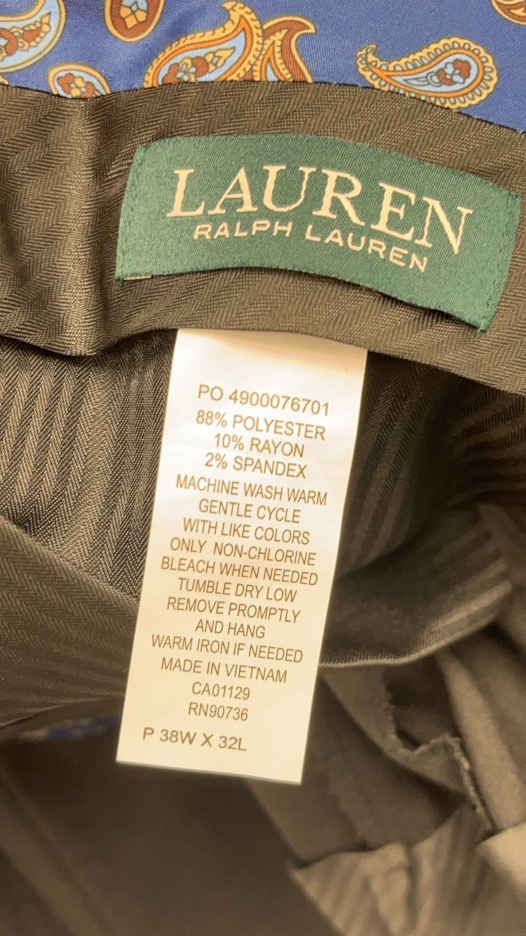 LAUREN
RALPH LAUREN
PO 4900076701
88% POLYESTER
10% RAYON
2% SPANDEX
MACHINE WASH WARM
GENTLE CYCLE
WITH LIKE COLORS
ONLY NON-CHLORINE
BLEACH WHEN NEEDED
TUMBLE DRY LOW
REMOVE PROMPTLY
AND HANG
WARM IRON IF NEEDED
MADE IN VIETNAM
CA01129
RN90736
P 38W X 32L